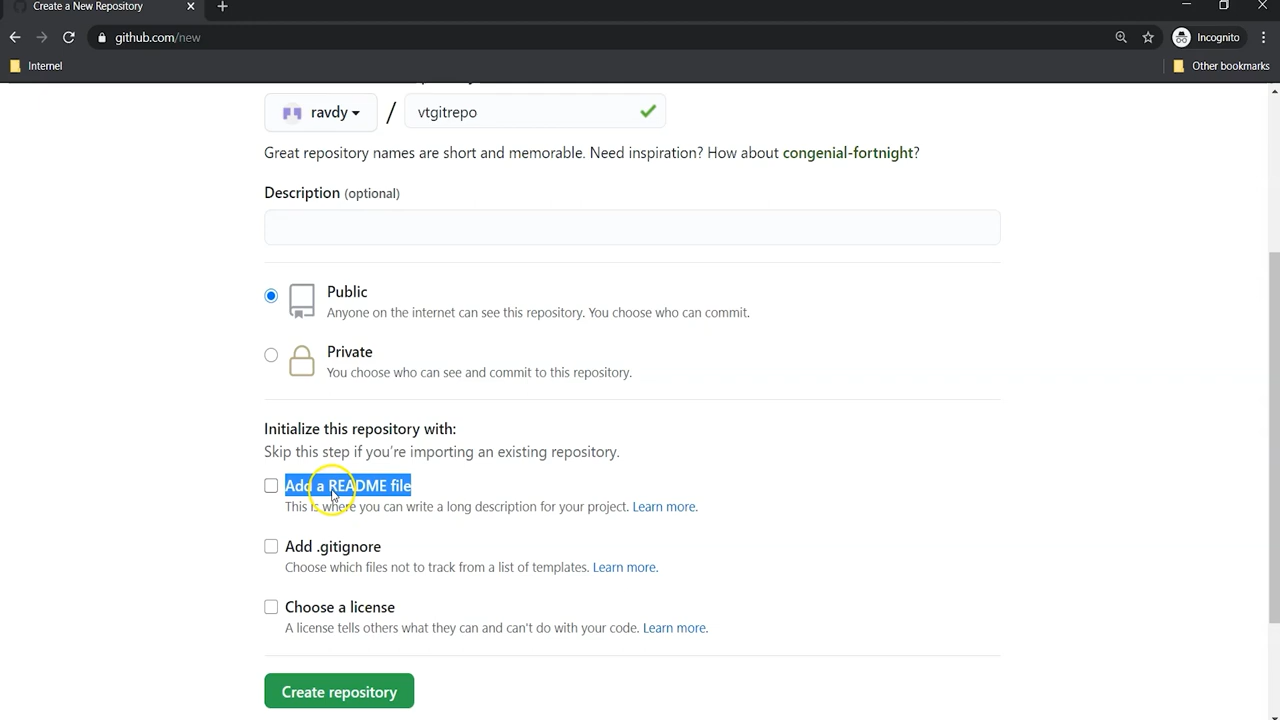 Create a New Repository
github.com/new
Incognito
Internet
Other bookmarks
ravdy / vtgitrepo
Great repository names are short and memorable. Need inspiration? How about congenial-fortnight?
Description (optional)
Public
Anyone on the internet can see this repository. You choose who can commit.
Private
You choose who can see and commit to this repository.
Initialize this repository with:
Skip this step if you're importing an existing repository.
Add a README file
This is where you can write a long description for your project. Learn more.
Add .gitignore
Choose which files not to track from a list of templates. Learn more.
Choose a license
A license tells others what they can and can't do with your code. Learn more.
Create repository